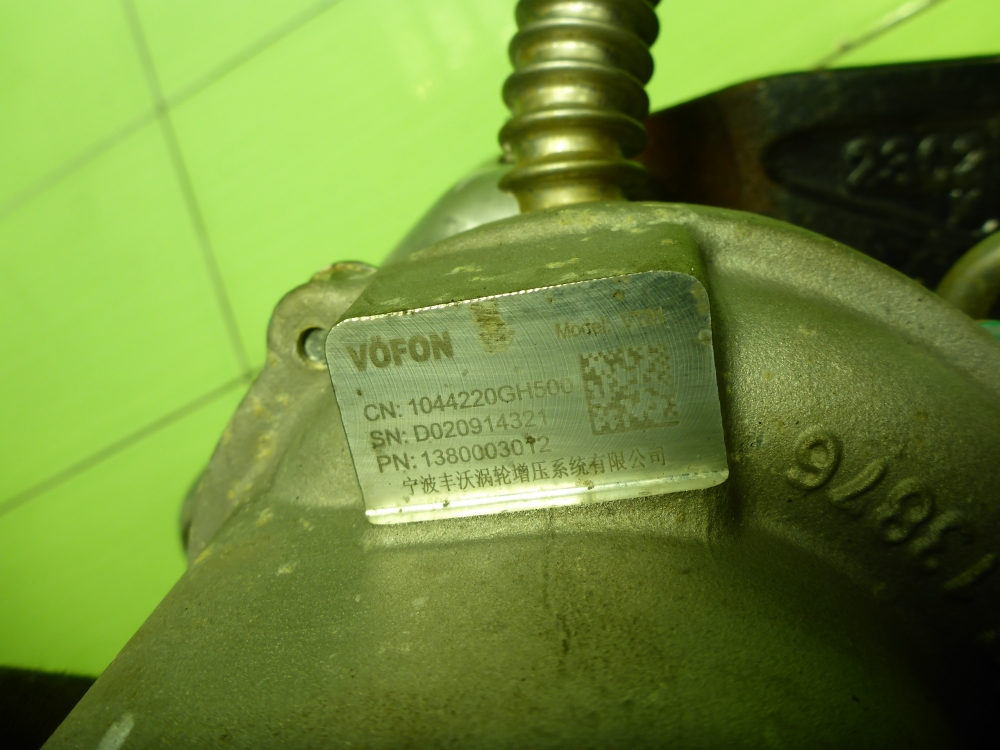 VOFON
Model:
CN: 1044220GH500
SN: D020914321
PN: 1380003012
宁波丰沃涡轮增压系统有限公司